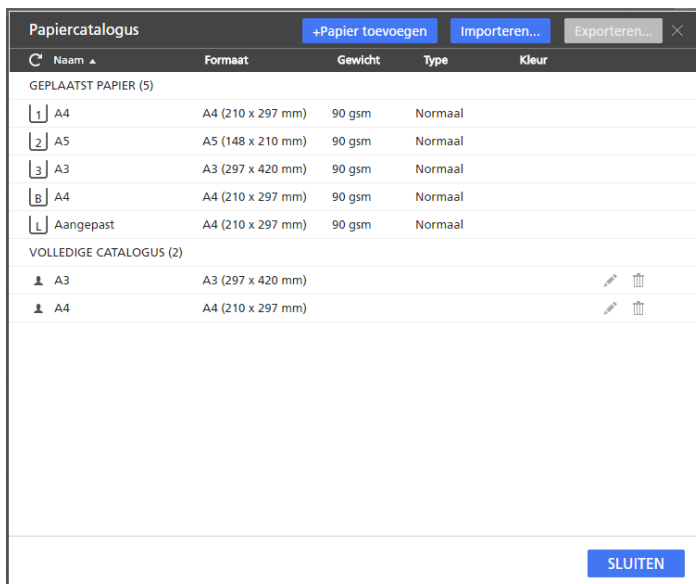 Papiercatalogus +Papier toevoegen Importeren... Exporteren...
Naam Formaat Gewicht Type Kleur
GEPLAATST PAPIER (5)
1 A4 A4 (210 x 297 mm) 90 gsm Normaal
2 A5 A5 (148 x 210 mm) 90 gsm Normaal
3 A3 A3 (297 x 420 mm) 90 gsm Normaal
B A4 A4 (210 x 297 mm) 90 gsm Normaal
L Aangepast A4 (210 x 297 mm) 90 gsm Normaal
VOLLEDIGE CATALOGUS (2)
A3 A3 (297 x 420 mm)
A4 A4 (210 x 297 mm)
SLUITEN